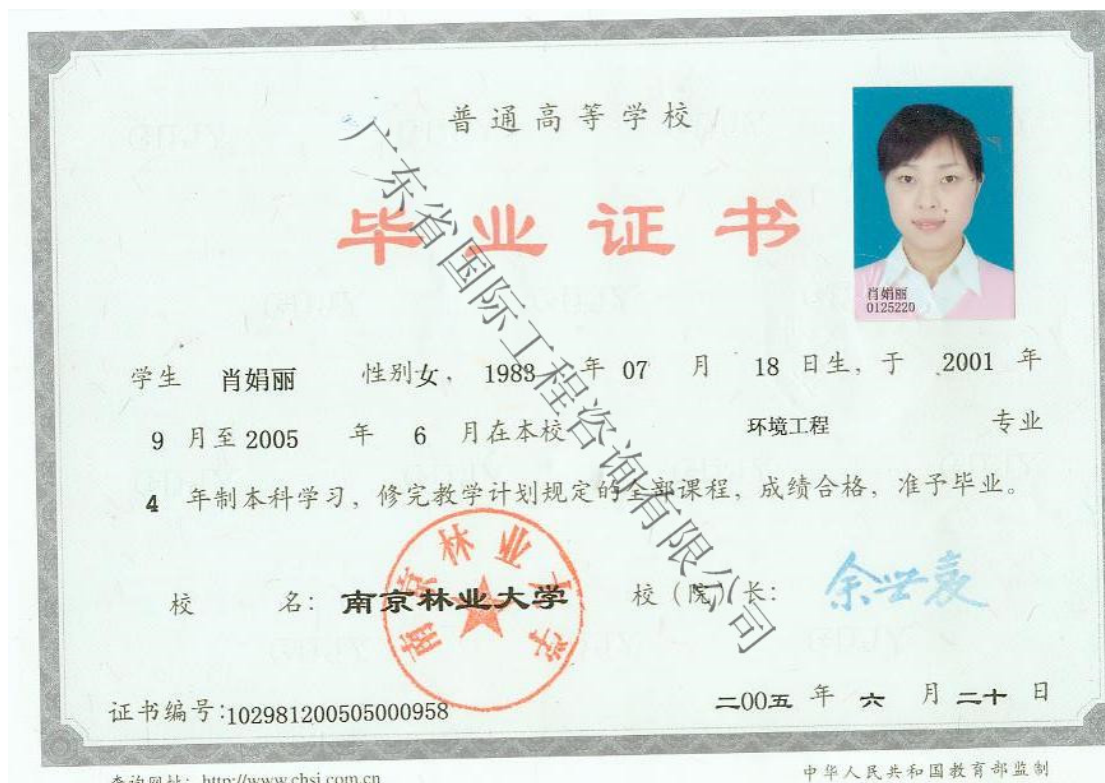 普通高等学校
毕业证书
肖娟丽
0125220
学生 肖娟丽 性别女，1983 年 07 月 18 日生，于 2001 年
9 月至2005 年 6 月在本校 环境工程 专业
4 年制本科学习，修完教学计划规定的全部课程，成绩合格，准予毕业。
校 名：南京林业大学 校（院）长：余世袁
南京林业大学
证书编号:102981200505000958
二00五 年 六 月 二十 日
查询网址：http://www.chsi.com.cn
中华人民共和国教育部监制
广东省国际工程咨询有限公司